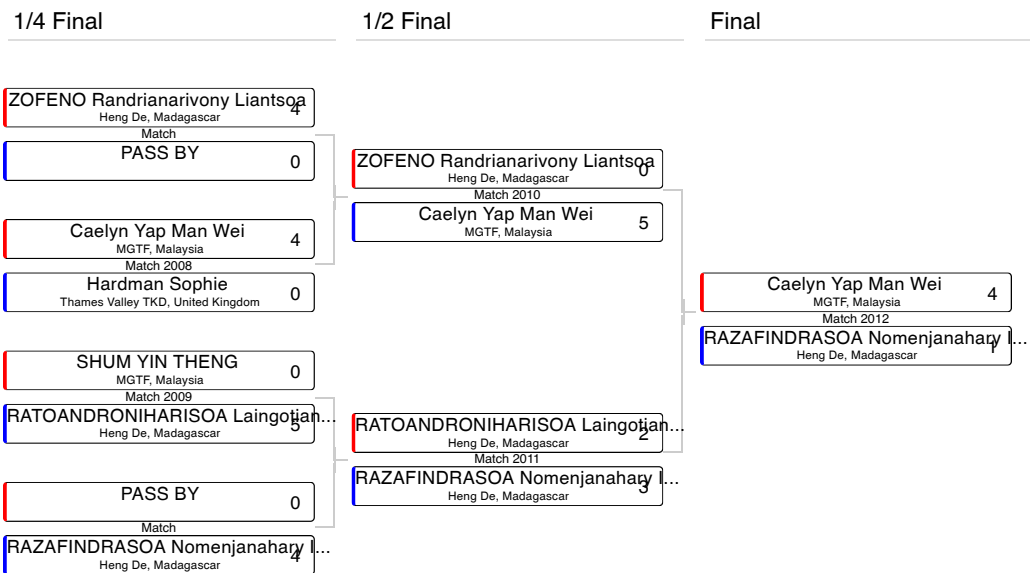 1/4 Final
1/2 Final
Final
ZOFENO Randrianarivony Liantsoa 4
Heng De, Madagascar
Match
PASS BY 0
Caelyn Yap Man Wei 4
MGTF, Malaysia
Match 2008
Hardman Sophie 0
Thames Valley TKD, United Kingdom
SHUM YIN THENG 0
MGTF, Malaysia
Match 2009
RATOANDRONIHARISOA Laingotian... 5
Heng De, Madagascar
PASS BY 0
Match
RAZAFINDRASOA Nomenjanahary I... 4
Heng De, Madagascar
ZOFENO Randrianarivony Liantsoa 0
Heng De, Madagascar
Match 2010
Caelyn Yap Man Wei 5
MGTF, Malaysia
RATOANDRONIHARISOA Laingotian... 2
Heng De, Madagascar
Match 2011
RAZAFINDRASOA Nomenjanahary I... 3
Heng De, Madagascar
Caelyn Yap Man Wei 4
MGTF, Malaysia
Match 2012
RAZAFINDRASOA Nomenjanahary I... 1
Heng De, Madagascar